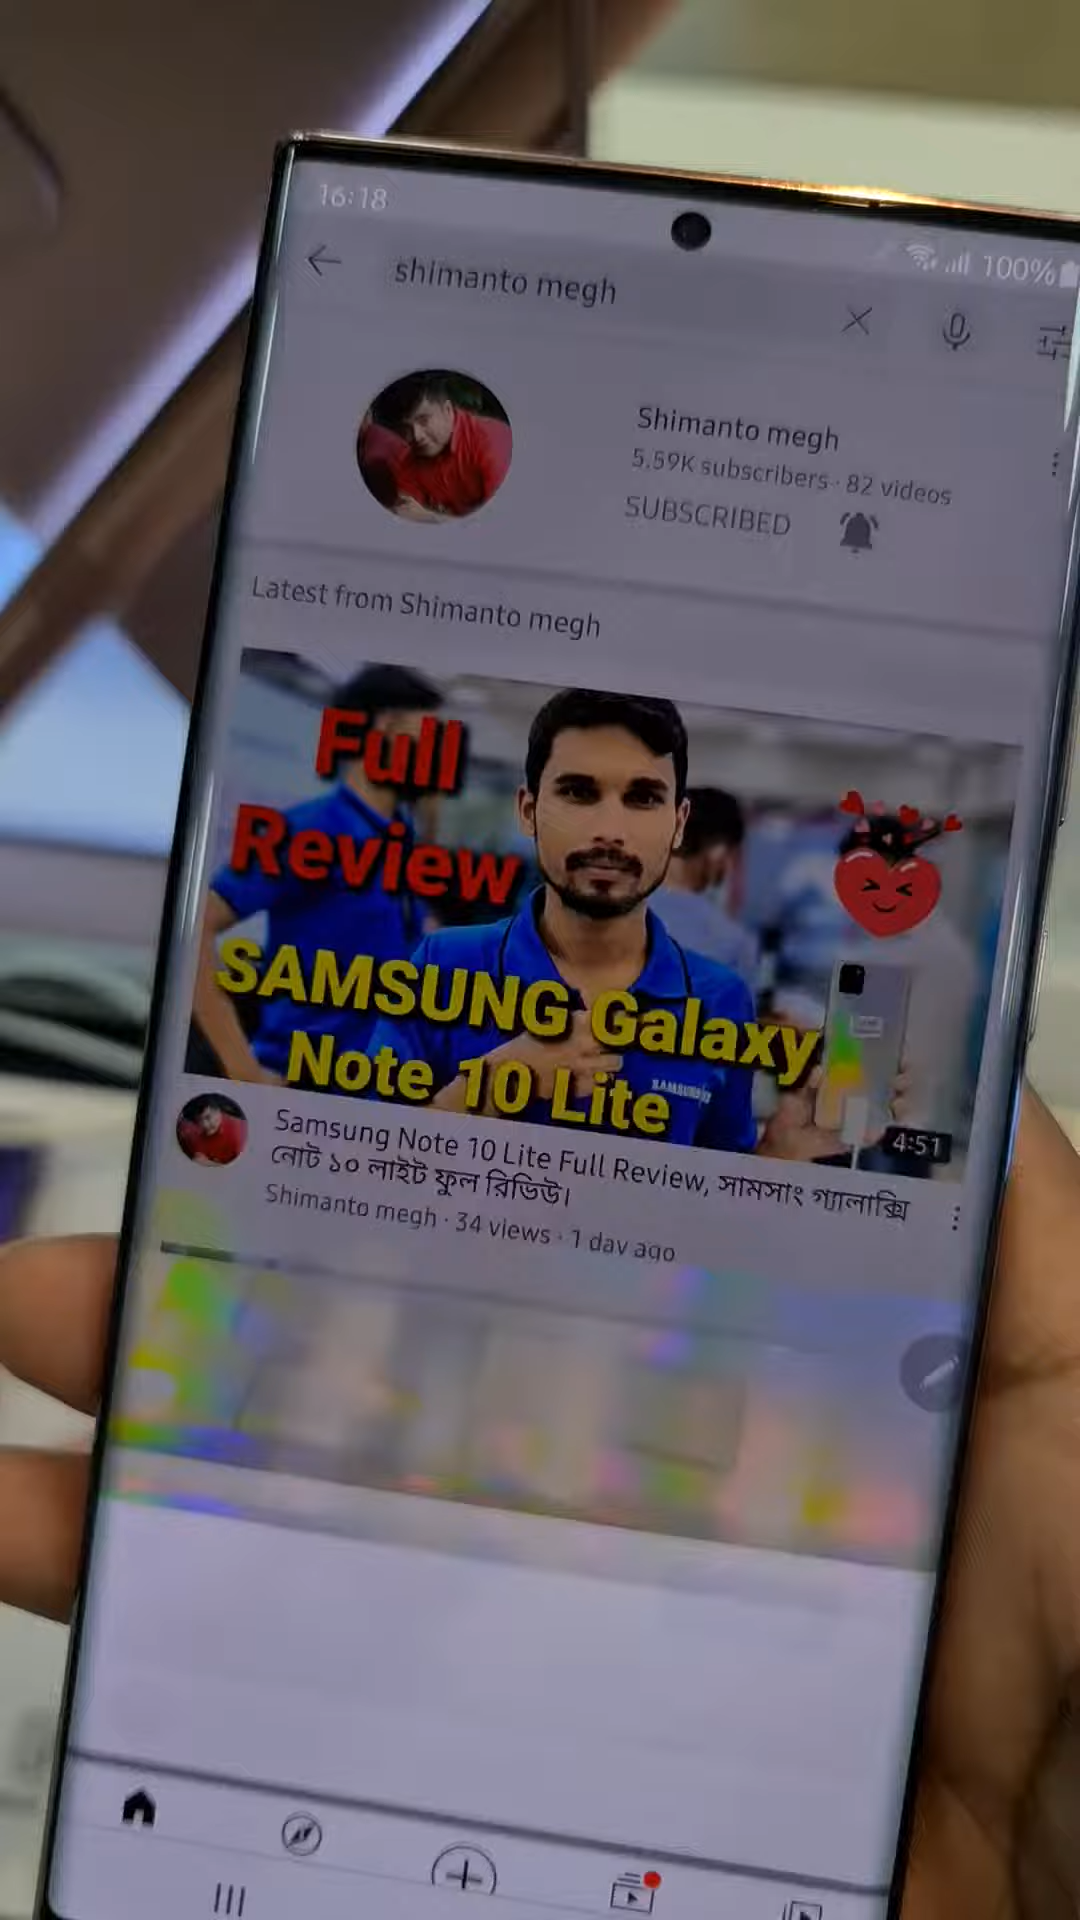 16:18
100%
shimanto megh
Shimanto megh
5.59K subscribers · 82 videos
SUBSCRIBED
Latest from Shimanto megh
Full
Review
SAMSUNG Galaxy
Note 10 Lite
SAMSUNG
4:51
Samsung Note 10 Lite Full Review, সামসাং গ্যালাক্সি
নোট ১০ লাইট ফুল রিভিউ।
Shimanto megh · 34 views · 1 day ago